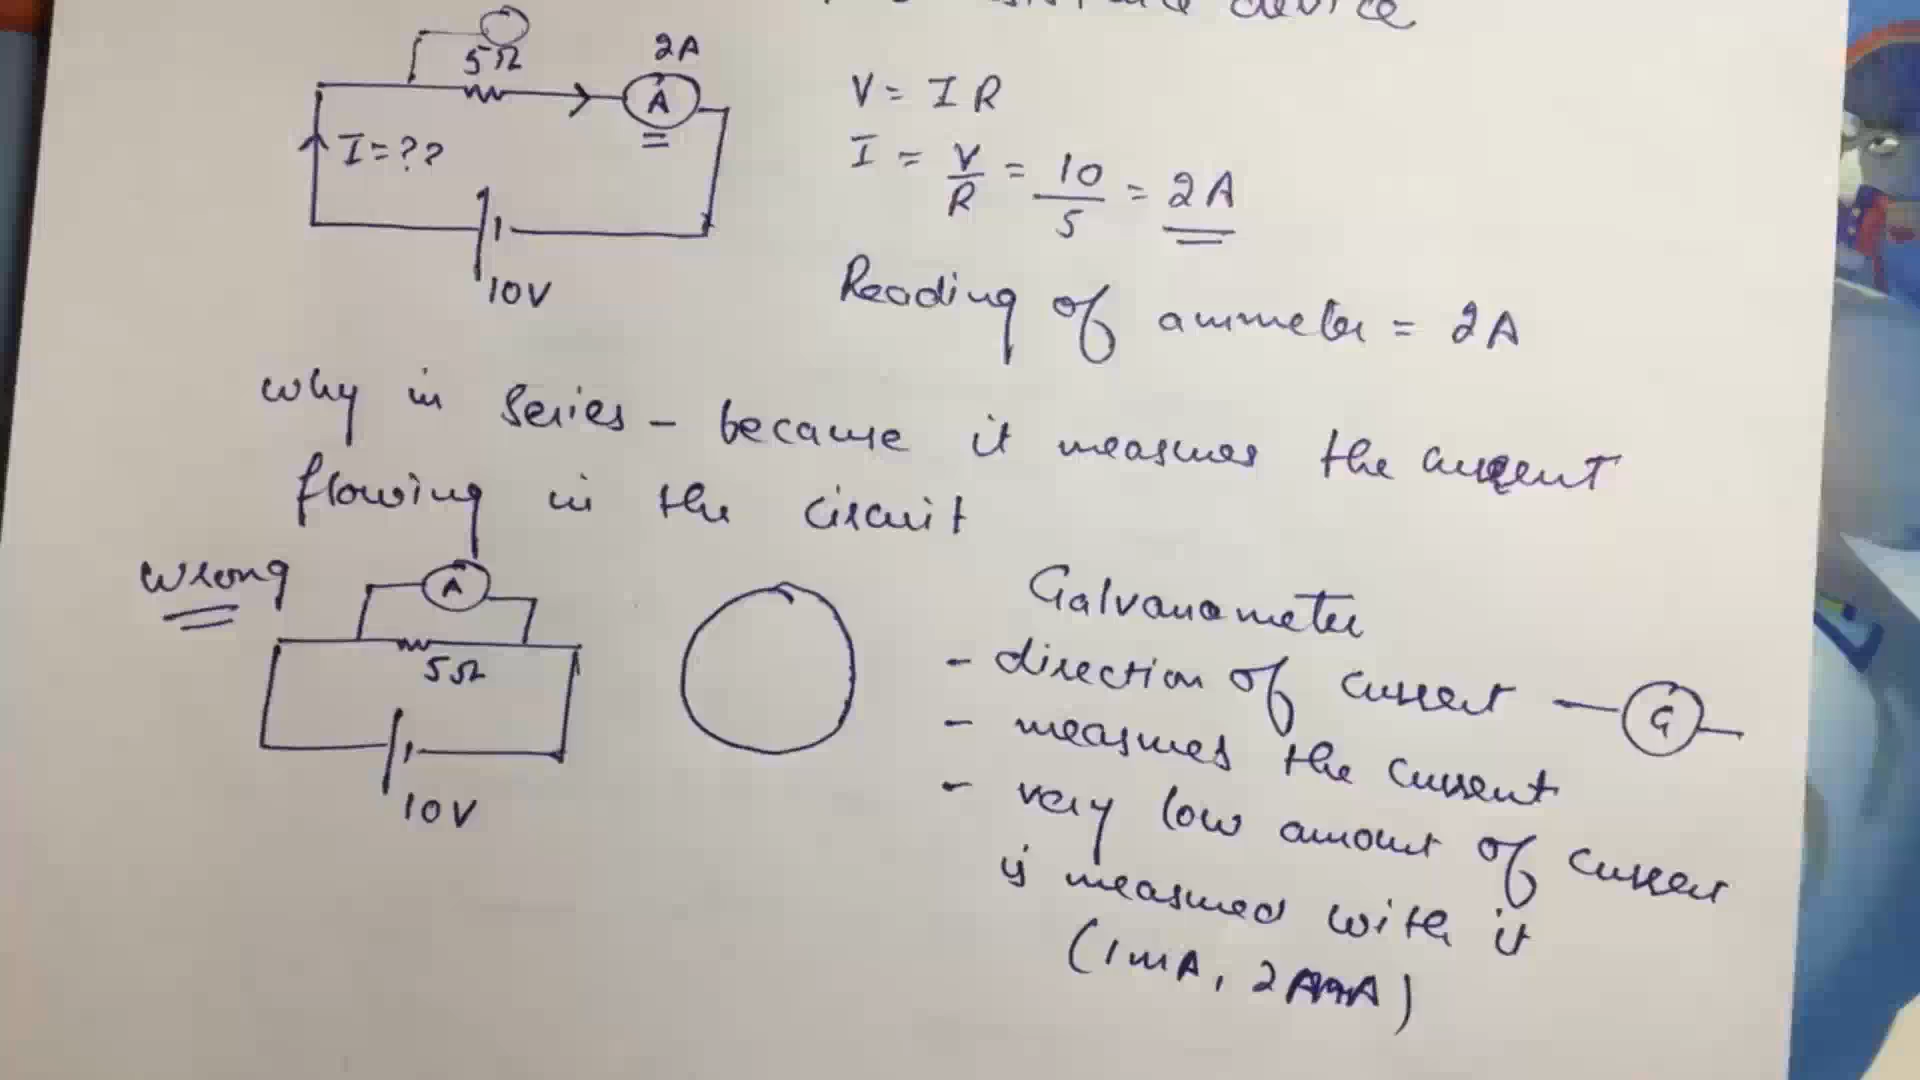 device
5Ω
2A
A
I=??
10V
V = IR
I = V/R = 10/5 = 2A
Reading of ammeter = 2A
why in series - because it measures the current
flowing in the circuit
wrong
A
5Ω
10V
Galvanometer
- direction of current
G
- measures the current
- very low amount of current
is measured with it
(1mA, 2